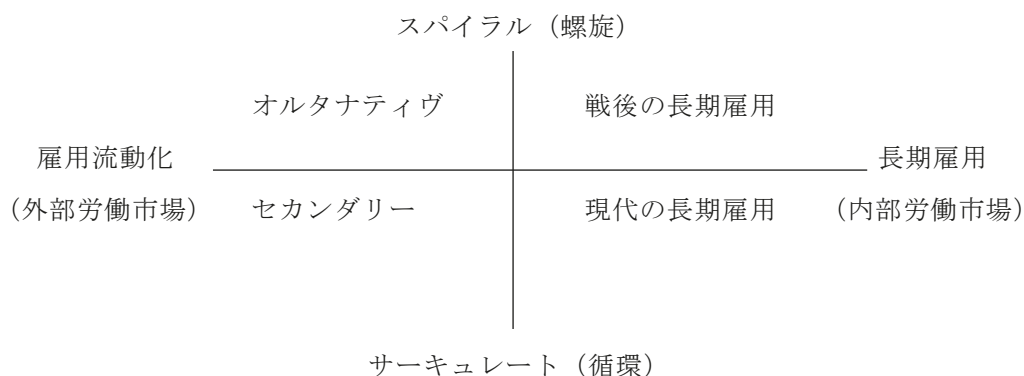 スパイラル（螺旋）
オルタナティヴ　戦後の長期雇用
雇用流動化　長期雇用
（外部労働市場）　セカンダリー　現代の長期雇用　（内部労働市場）
サーキュレート（循環）